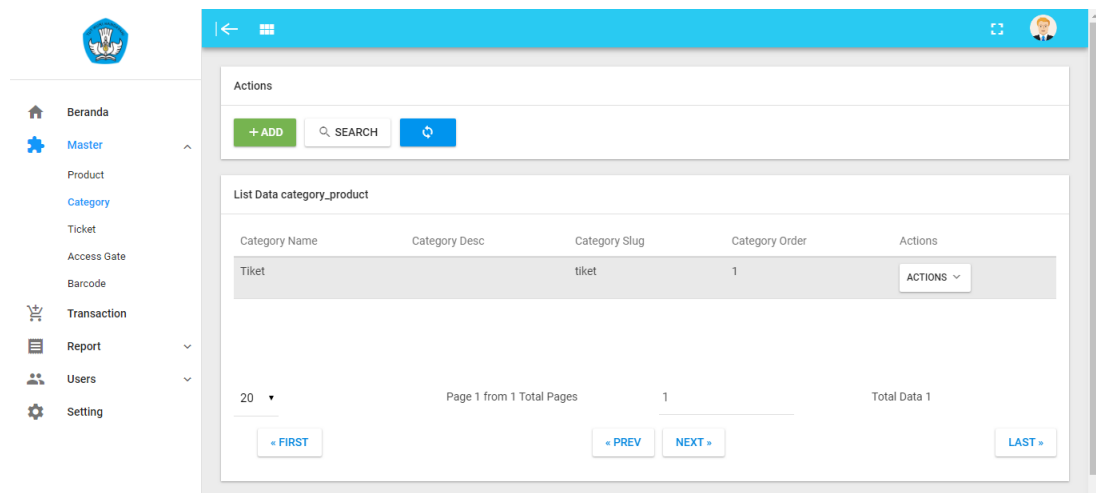 Beranda
Master
Product
Category
Ticket
Access Gate
Barcode
Transaction
Report
Users
Setting
Actions
+ ADD
SEARCH
List Data category_product
Category Name Category Desc Category Slug Category Order Actions
Tiket tiket 1 ACTIONS
20 Page 1 from 1 Total Pages 1 Total Data 1
« FIRST « PREV NEXT » LAST »